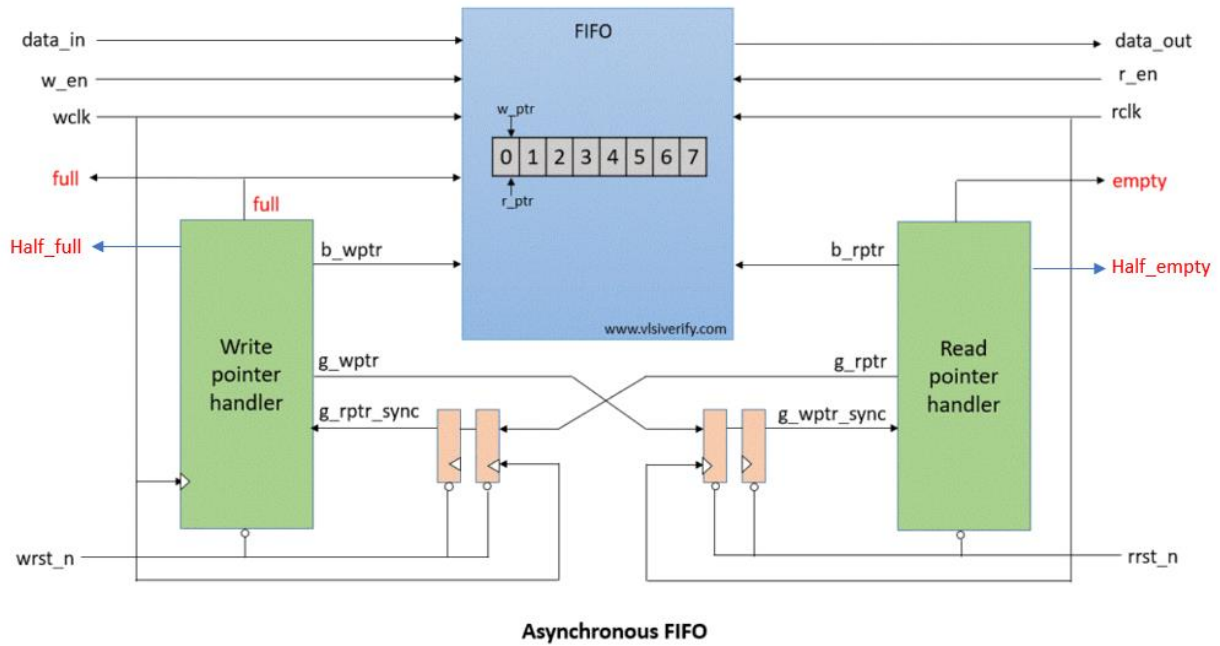 FIFO
data_in
data_out
w_en
r_en
wclk
rclk
w_ptr
0 1 2 3 4 5 6 7
r_ptr
full
full
empty
Half_full
b_wptr
b_rptr
Half_empty
www.vlsiverify.com
Write
pointer
handler
g_wptr
g_rptr
Read
pointer
handler
g_rptr_sync
g_wptr_sync
wrst_n
rrst_n
Asynchronous FIFO